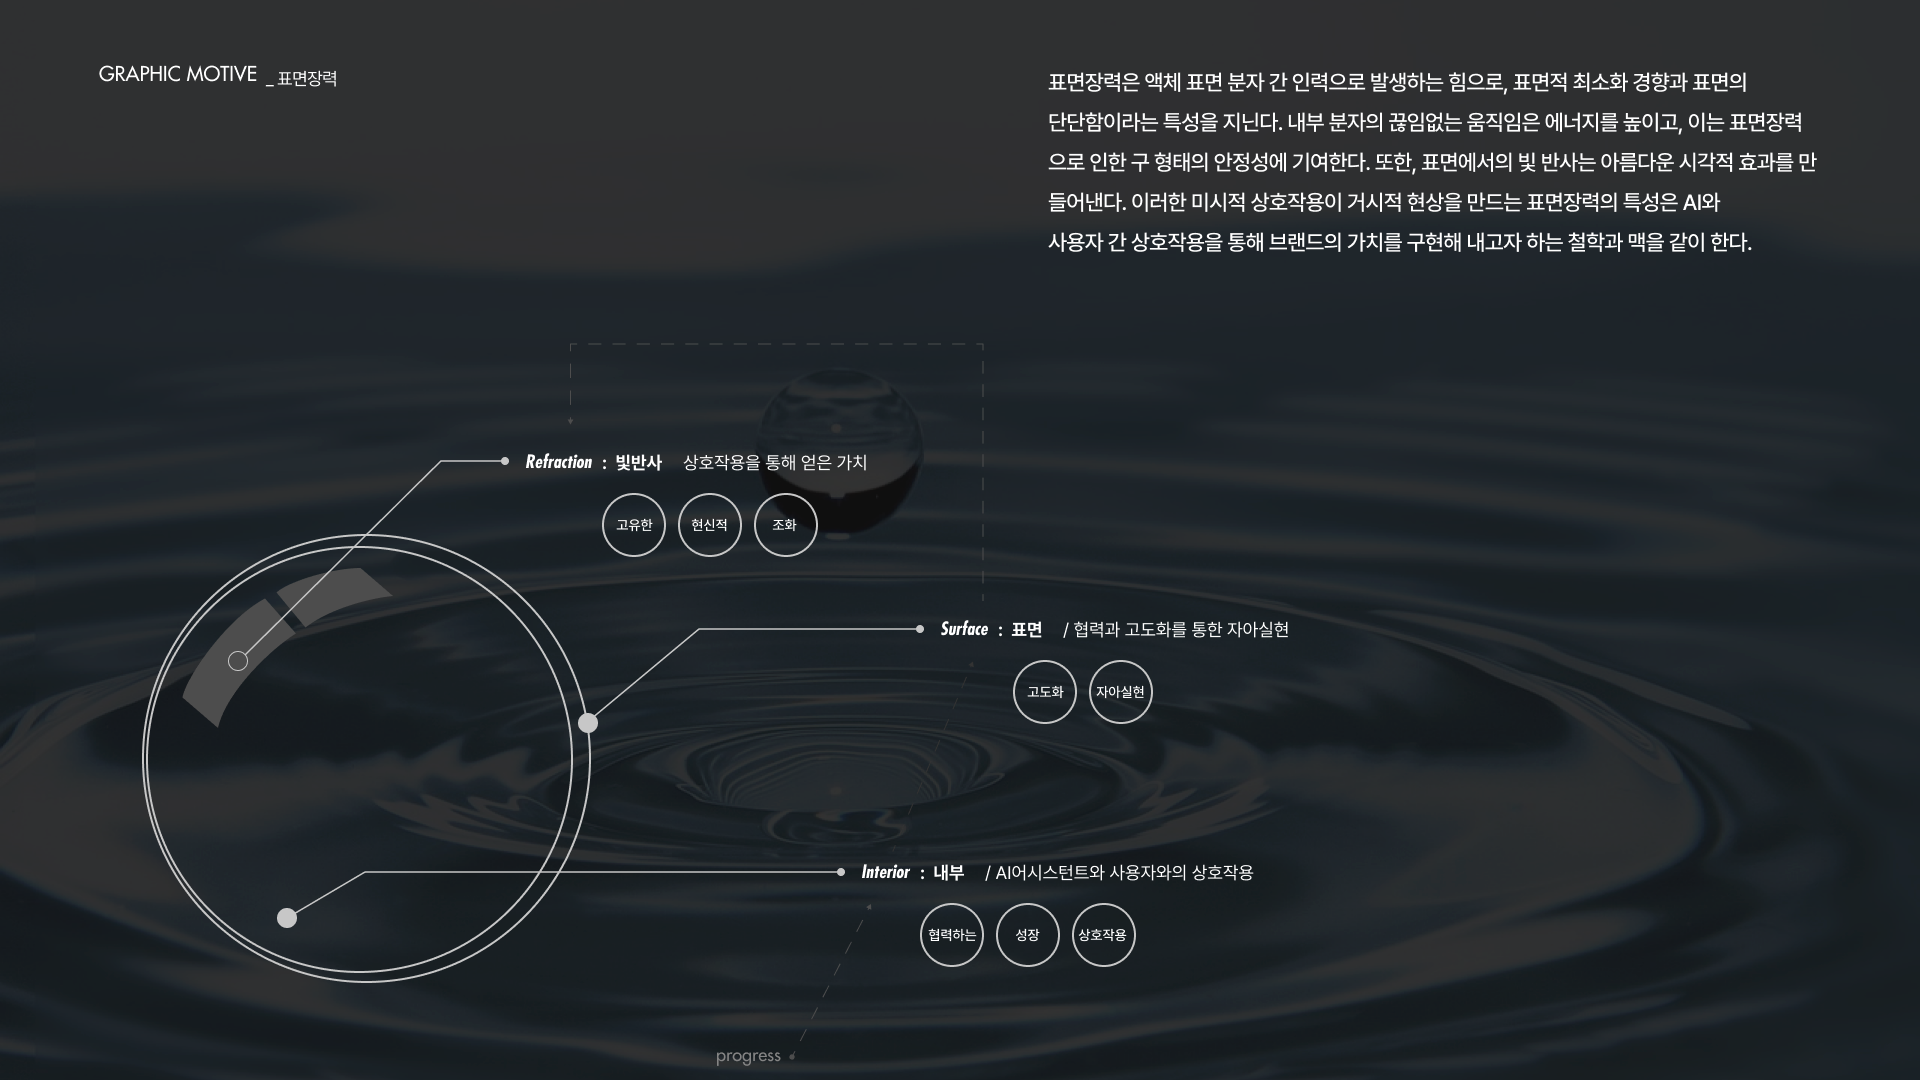 GRAPHIC MOTIVE _ 표면장력
표면장력은 액체 표면 분자 간 인력으로 발생하는 힘으로, 표면적 최소화 경향과 표면의
단단함이라는 특성을 지닌다. 내부 분자의 끊임없는 움직임은 에너지를 높이고, 이는 표면장력
으로 인한 구 형태의 안정성에 기여한다. 또한, 표면에서의 빛 반사는 아름다운 시각적 효과를 만
들어낸다. 이러한 미시적 상호작용이 거시적 현상을 만드는 표면장력의 특성은 AI와
사용자 간 상호작용을 통해 브랜드의 가치를 구현해 내고자 하는 철학과 맥을 같이 한다.
Refraction : 빛반사 상호작용을 통해 얻은 가치
고유한 헌신적 조화
Surface : 표면 / 협력과 고도화를 통한 자아실현
고도화 자아실현
Interior : 내부 / AI어시스턴트와 사용자와의 상호작용
협력하는 성장 상호작용
progress